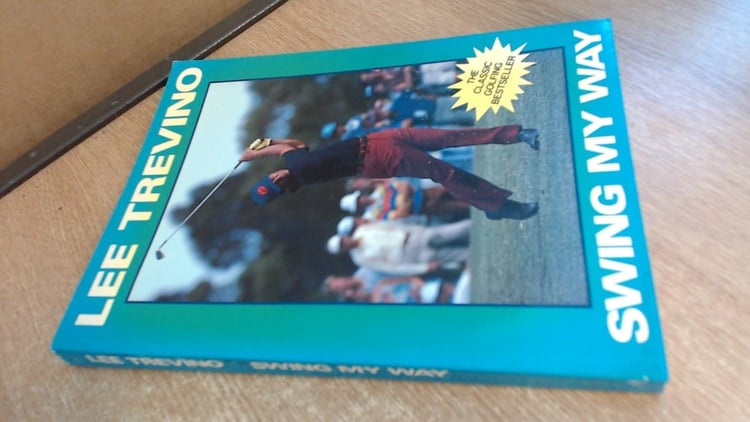 LEE TREVINO
THE
CLASSIC
GOLFING
BESTSELLER
SWING MY WAY
LEE TREVINO SWING MY WAY